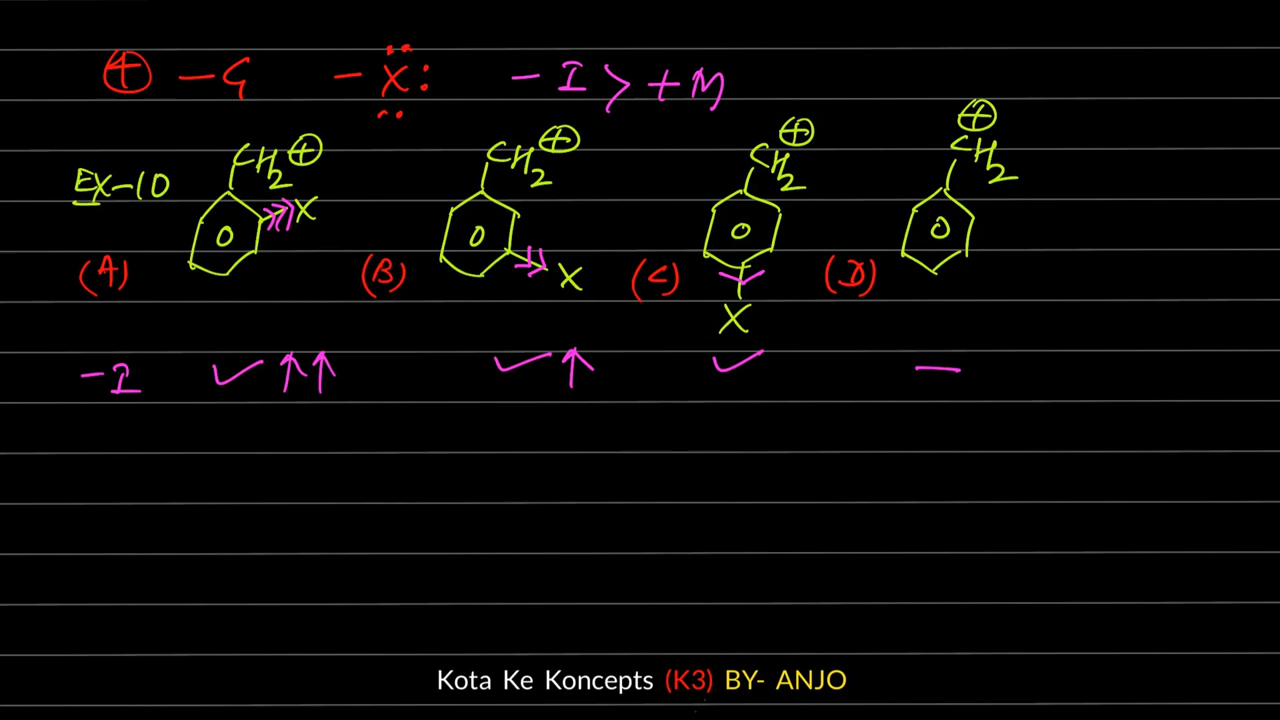 ⊕ — G — X: — I > + M
EX-10
CH₂⊕ CH₂⊕ CH₂⊕ CH₂⊕
X
(A) (B) X (C) (D)
X
— I ✓ ↑↑ ✓ ↑ ✓ —
Kota Ke Koncepts (K3) BY- ANJO